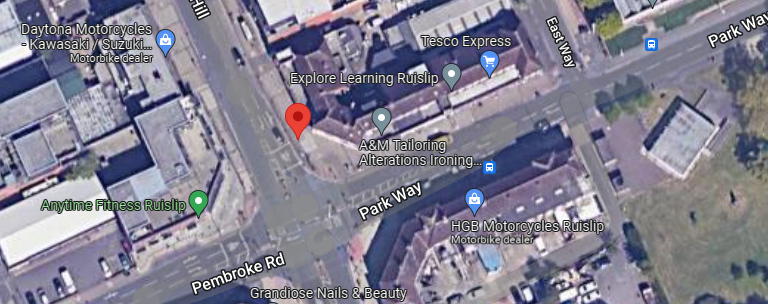 Hill
Daytona Motorcycles
- Kawasaki / Suzuki...
Motorbike dealer
Tesco Express
East Way
Park Way
Explore Learning Ruislip
A&M Tailoring
Alterations Ironing...
Anytime Fitness Ruislip
Park Way
HGB Motorcycles Ruislip
Motorbike dealer
Pembroke Rd
Grandiose Nails & Beauty